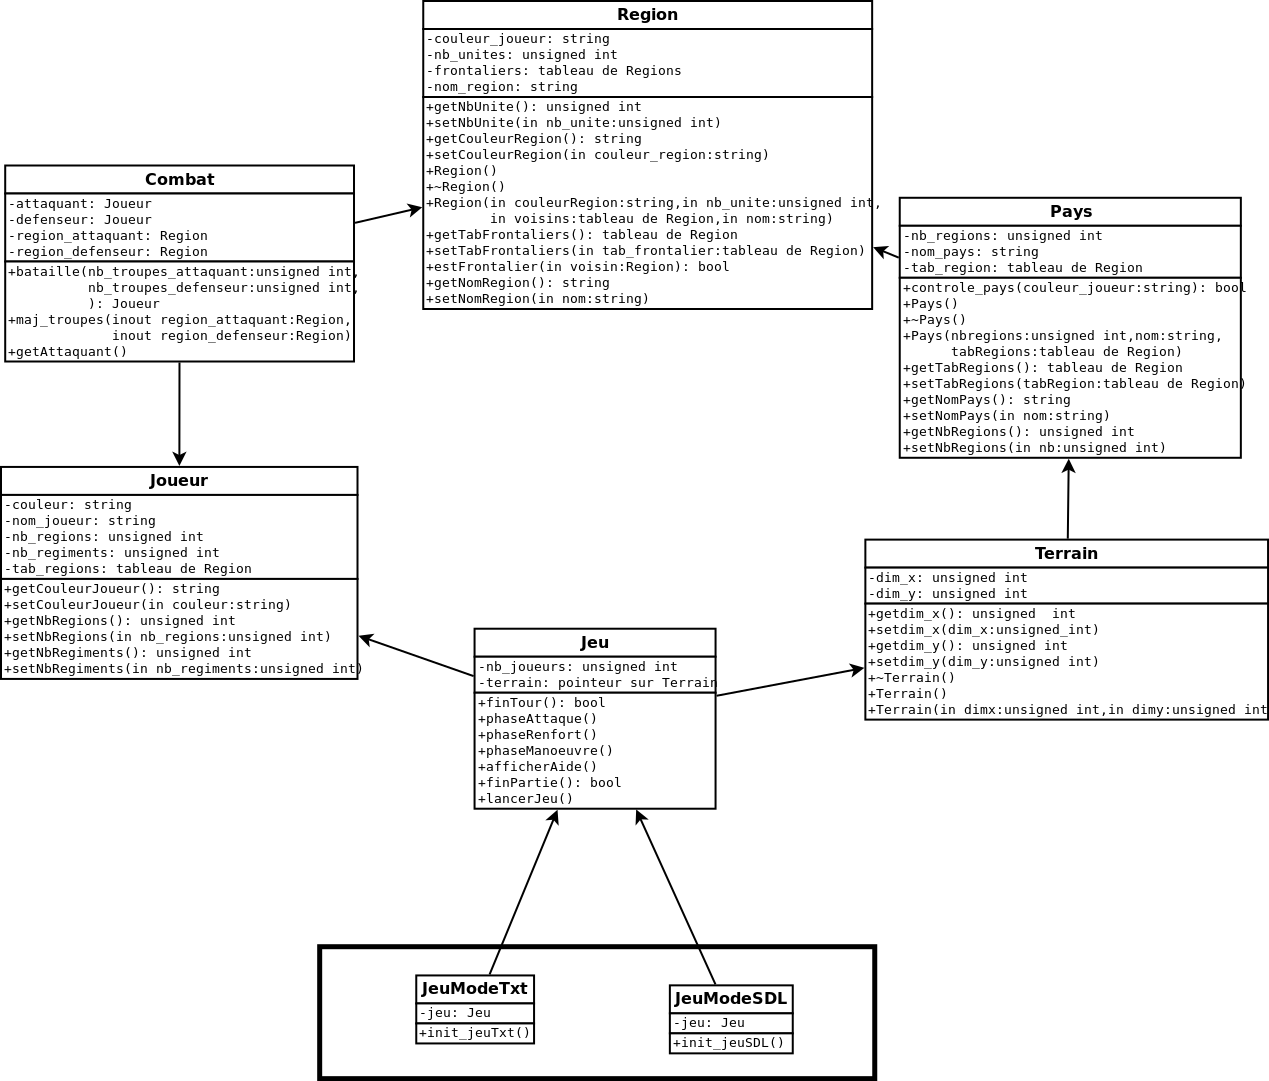 Region
-couleur_joueur: string
-nb_unites: unsigned int
-frontaliers: tableau de Regions
-nom_region: string
+getNbUnite(): unsigned int
+setNbUnite(in nb_unite:unsigned int)
+getCouleurRegion(): string
+setCouleurRegion(in couleur_region:string)
+Region()
+~Region()
+Region(in couleurRegion:string,in nb_unite:unsigned int,
in voisins:tableau de Region,in nom:string)
+getTabFrontaliers(): tableau de Region
+setTabFrontaliers(in tab_frontalier:tableau de Region)
+estFrontalier(in voisin:Region): bool
+getNomRegion(): string
+setNomRegion(in nom:string)
Combat
-attaquant: Joueur
-defenseur: Joueur
-region_attaquant: Region
-region_defenseur: Region
+bataille(nb_troupes_attaquant:unsigned int,
nb_troupes_defenseur:unsigned int,
): Joueur
+maj_troupes(inout region_attaquant:Region,
inout region_defenseur:Region)
+getAttaquant()
Pays
-nb_regions: unsigned int
-nom_pays: string
-tab_region: tableau de Region
+controle_pays(couleur_joueur:string): bool
+Pays()
+~Pays()
+Pays(nbregions:unsigned int,nom:string,
tabRegions:tableau de Region)
+getTabRegions(): tableau de Region
+setTabRegions(tabRegion:tableau de Region)
+getNomPays(): string
+setNomPays(in nom:string)
+getNbRegions(): unsigned int
+setNbRegions(in nb:unsigned int)
Joueur
-couleur: string
-nom_joueur: string
-nb_regions: unsigned int
-nb_regiments: unsigned int
-tab_regions: tableau de Region
+getCouleurJoueur(): string
+setCouleurJoueur(in couleur:string)
+getNbRegions(): unsigned int
+setNbRegions(in nb_regions:unsigned int)
+getNbRegiments(): unsigned int
+setNbRegiments(in nb_regiments:unsigned int)
Terrain
-dim_x: unsigned int
-dim_y: unsigned int
+getdim_x(): unsigned  int
+setdim_x(dim_x:unsigned_int)
+getdim_y(): unsigned int
+setdim_y(dim_y:unsigned int)
+~Terrain()
+Terrain()
+Terrain(in dimx:unsigned int,in dimy:unsigned int
Jeu
-nb_joueurs: unsigned int
-terrain: pointeur sur Terrain
+finTour(): bool
+phaseAttaque()
+phaseRenfort()
+phaseManoeuvre()
+afficherAide()
+finPartie(): bool
+lancerJeu()
JeuModeTxt
-jeu: Jeu
+init_jeuTxt()
JeuModeSDL
-jeu: Jeu
+init_jeuSDL()